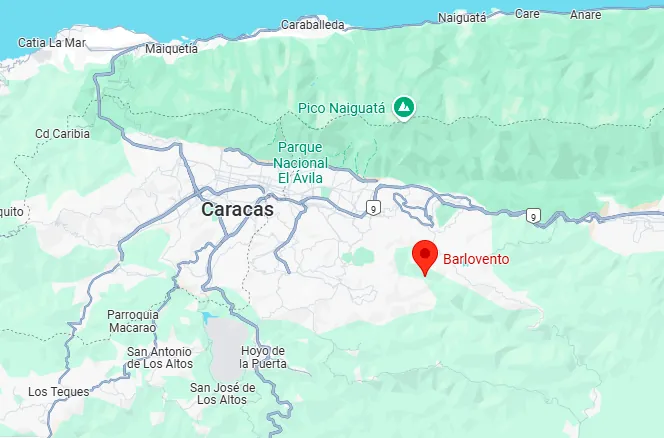 Naiguatá
Care
Anare
Caraballeda
Catia La Mar
Maiquetía
Pico Naiguatá
Cd Caribia
Parque
Nacional
El Ávila
Caracas
9
9
quito
Barlovento
Parroquia
Macarao
San Antonio
de Los Altos
Hoyo de
la Puerta
Los Teques
San José de
Los Altos